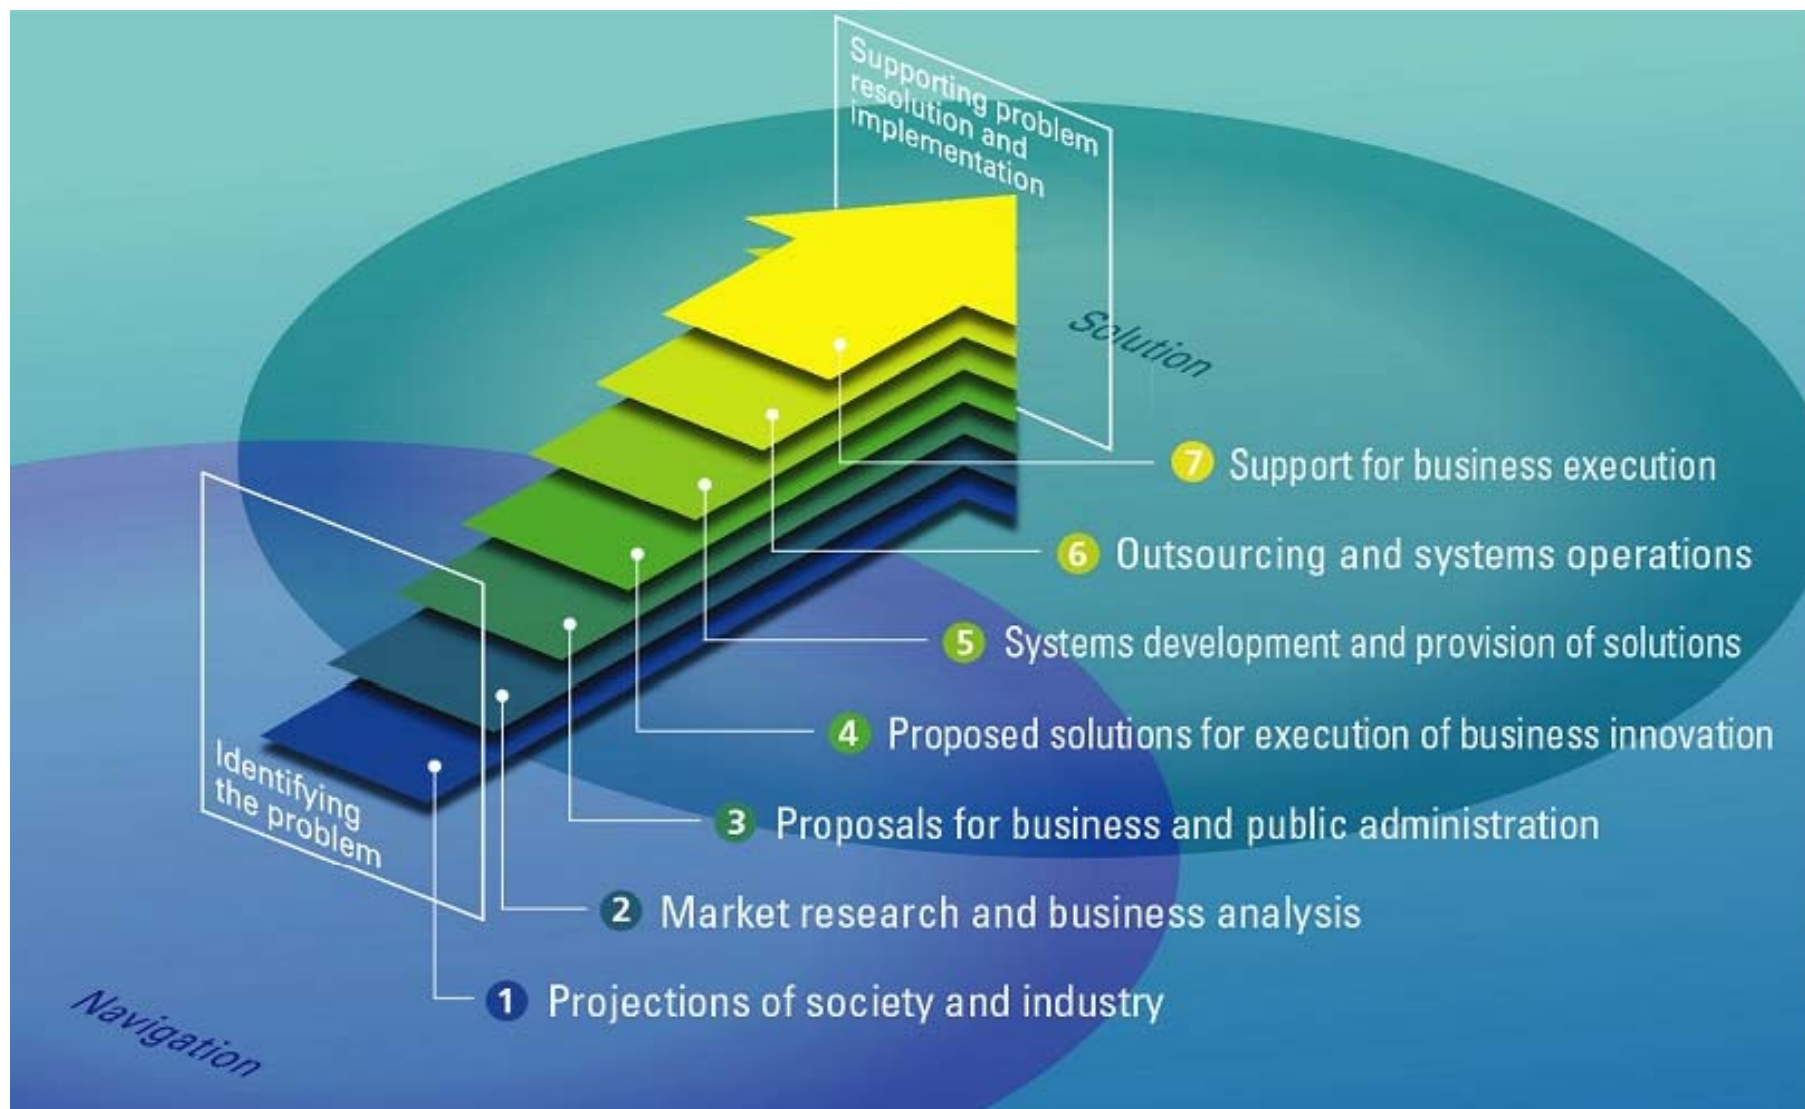 Supporting problem
resolution and
implementation
Solution
7 Support for business execution
6 Outsourcing and systems operations
5 Systems development and provision of solutions
4 Proposed solutions for execution of business innovation
3 Proposals for business and public administration
2 Market research and business analysis
1 Projections of society and industry
Identifying
the problem
Navigation